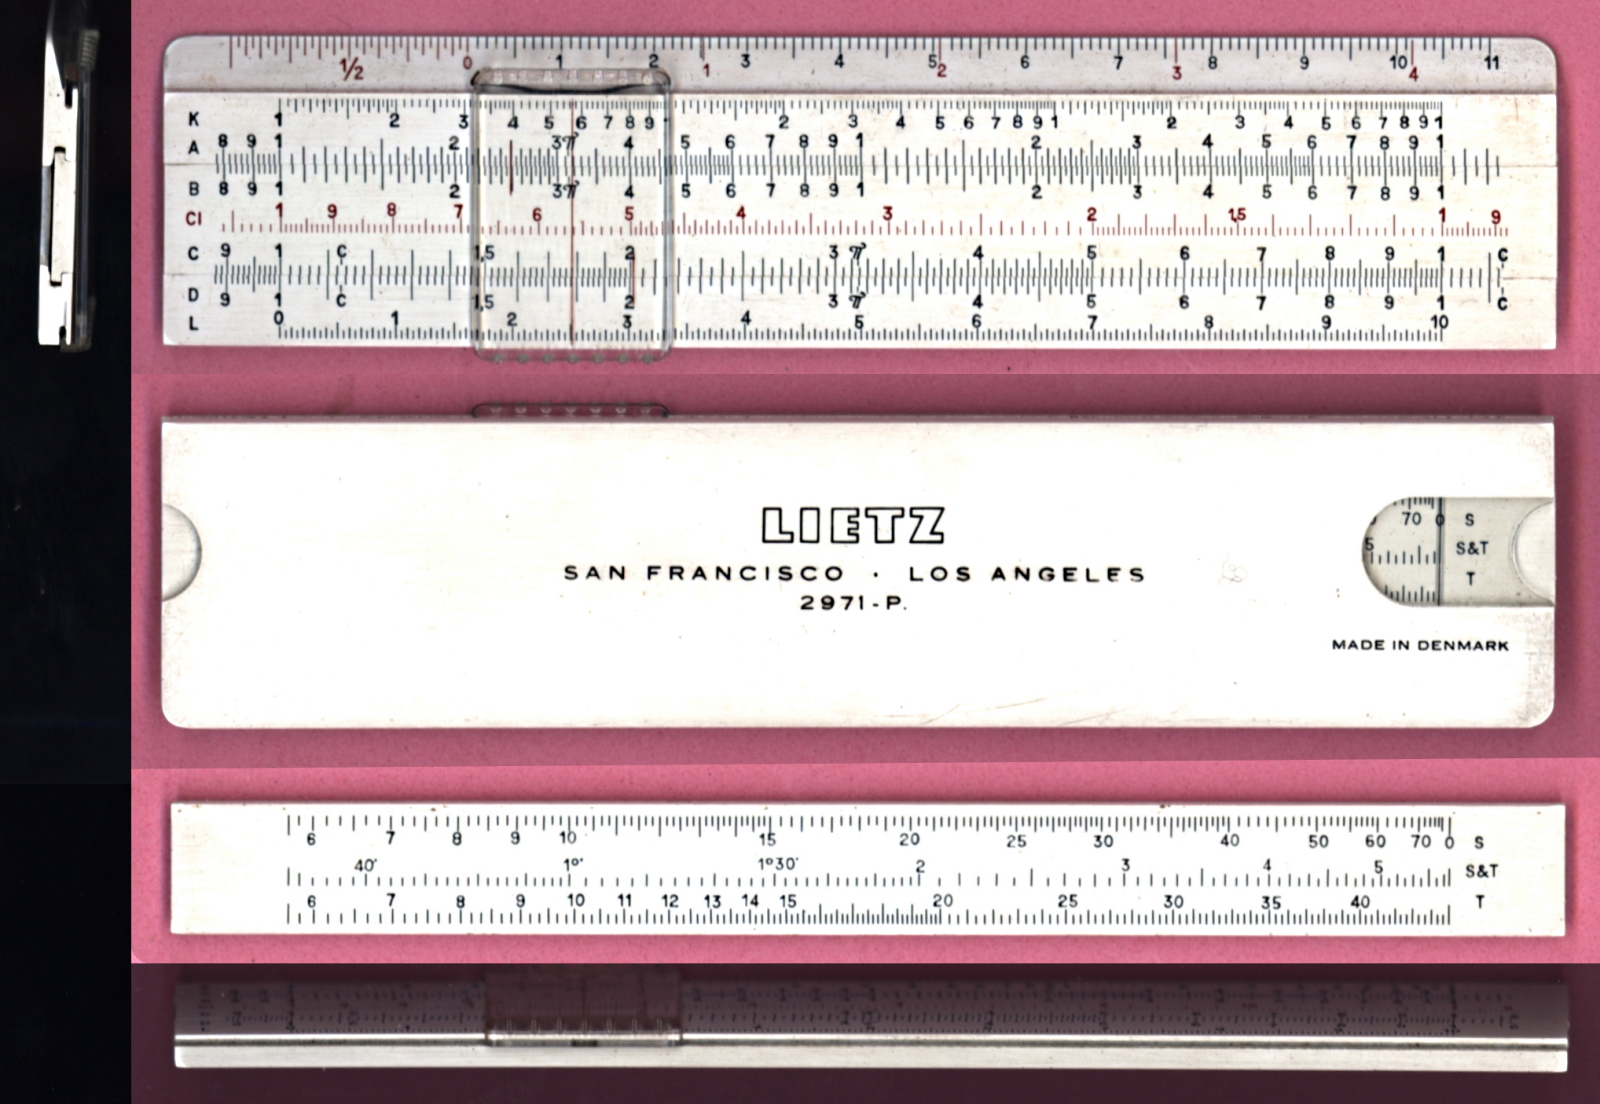 ½ 0 1 2 1 3 4 5 2 6 7 3 8 9 10 4 11
K 1 2 3 4 5 6 7 8 9 2 3 4 5 6 7 8 9 1 2 3 4 5 6 7 8 9 1
A 8 9 1 2 3 π 4 5 6 7 8 9 1 2 3 4 5 6 7 8 9 1
B 8 9 1 2 3 π 4 5 6 7 8 9 1 2 3 4 5 6 7 8 9 1
CI 1 9 8 7 6 5 4 3 2 1,5 1 9
C 9 1 C 1,5 2 3 π 4 5 6 7 8 9 1 C
D 9 1 C 1,5 2 3 π 4 5 6 7 8 9 1 C
L 0 1 2 3 4 5 6 7 8 9 10
LIETZ
SAN FRANCISCO · LOS ANGELES
2971-P.
70 0 S
5 S&T
T
MADE IN DENMARK
6 7 8 9 10 15 20 25 30 40 50 60 70 0 S
40' 1°' 1°30' 2 3 4 5 S&T
6 7 8 9 10 11 12 13 14 15 20 25 30 35 40 T